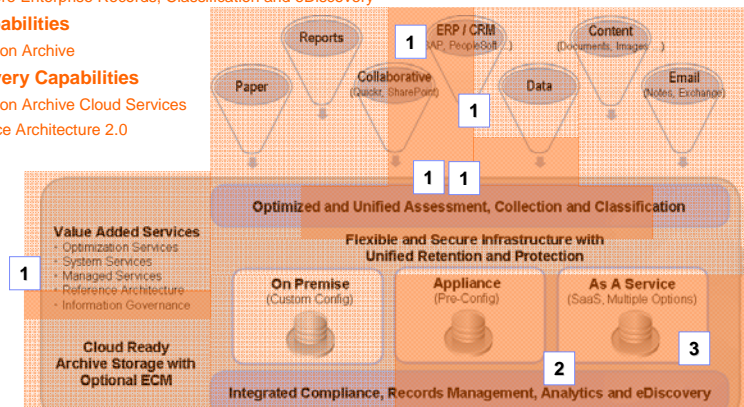 Enterprise Records, Classification and eDiscovery
abilities
on Archive
very Capabilities
on Archive Cloud Services
ce Architecture 2.0
Paper
Reports
Collaborative
(Quickr, SharePoint)
1
ERP / CRM
AP, PeopleSoft ...)
1
Data
Content
(Documents, Images ...)
Email
(Notes, Exchange)
1 1
Optimized and Unified Assessment, Collection and Classification
Value Added Services
· Optimization Services
· System Services
· Managed Services
· Reference Architecture
· Information Governance
1
Cloud Ready
Archive Storage with
Optional ECM
Flexible and Secure Infrastructure with
Unified Retention and Protection
On Premise
(Custom Config)
Appliance
(Pre-Config)
As A Service
(SaaS, Multiple Options)
2
3
Integrated Compliance, Records Management, Analytics and eDiscovery